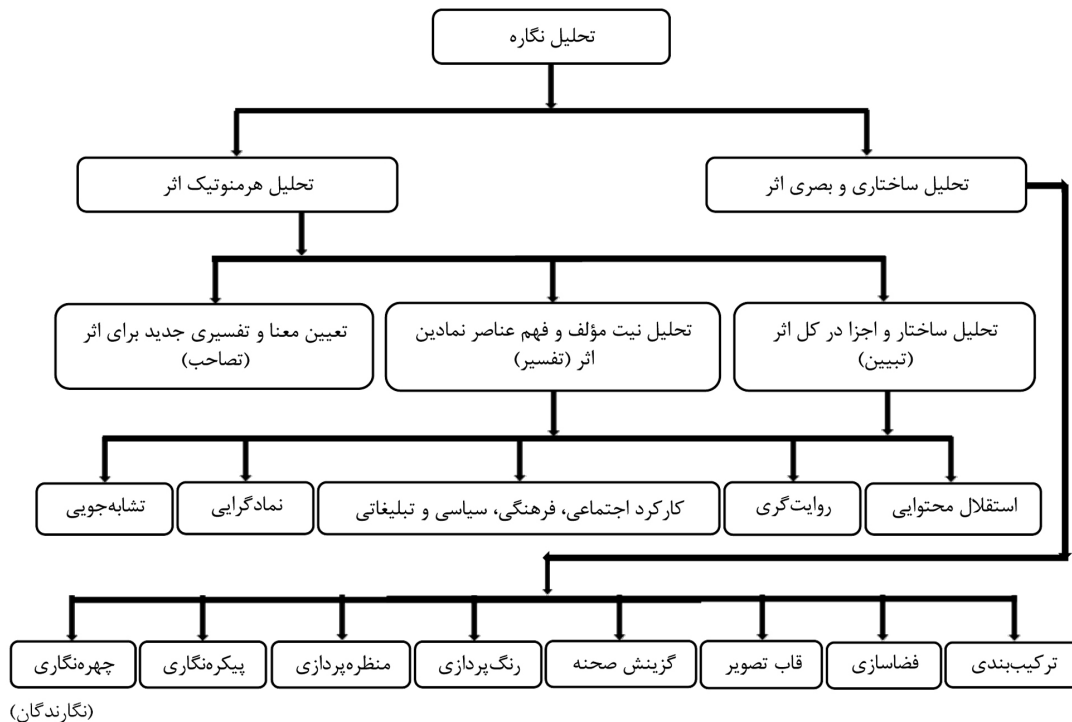 تحلیل نگاره
تحلیل ساختاری و بصری اثر
تحلیل هرمنوتیک اثر
تحلیل ساختار و اجزا در کل اثر
(تبیین)
تحلیل نیت مؤلف و فهم عناصر نمادین
اثر (تفسیر)
تعیین معنا و تفسیری جدید برای اثر
(تصاحب)
استقلال محتوایی
روایت‌گری
کارکرد اجتماعی، فرهنگی، سیاسی و تبلیغاتی
نمادگرایی
تشابه‌جویی
ترکیب‌بندی
فضاسازی
قاب تصویر
گزینش صحنه
رنگ‌پردازی
منظره‌پردازی
پیکره‌نگاری
چهره‌نگاری
(نگارندگان)